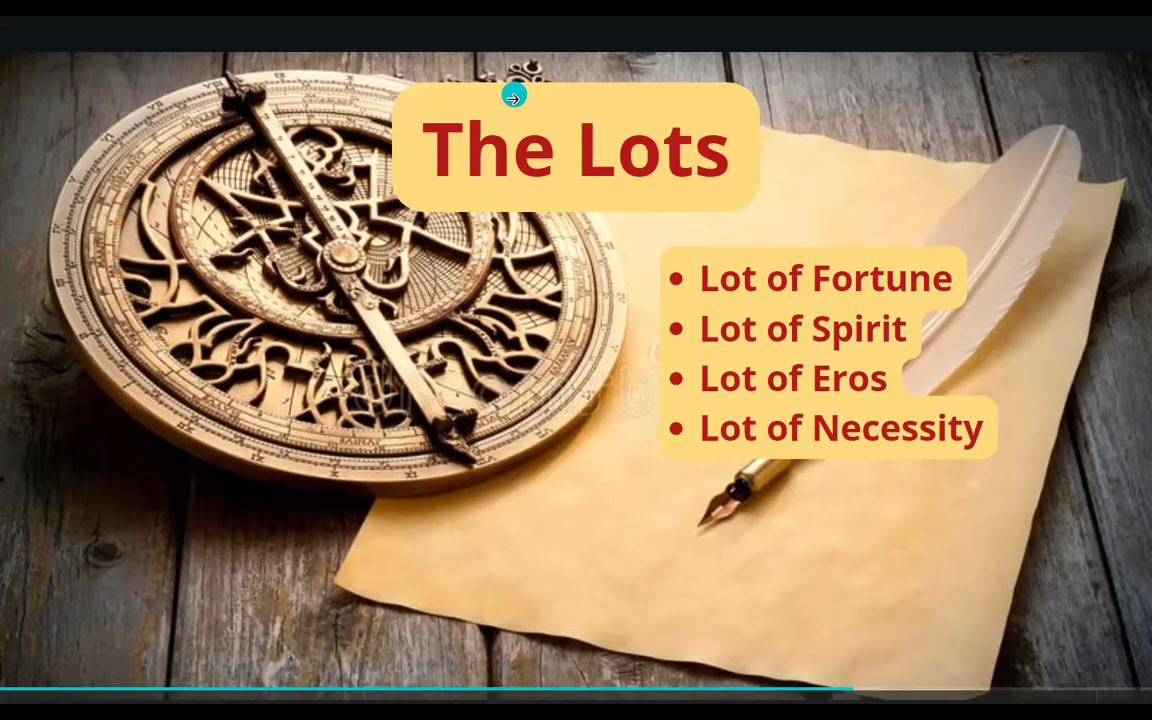 The Lots
• Lot of Fortune
• Lot of Spirit
• Lot of Eros
• Lot of Necessity